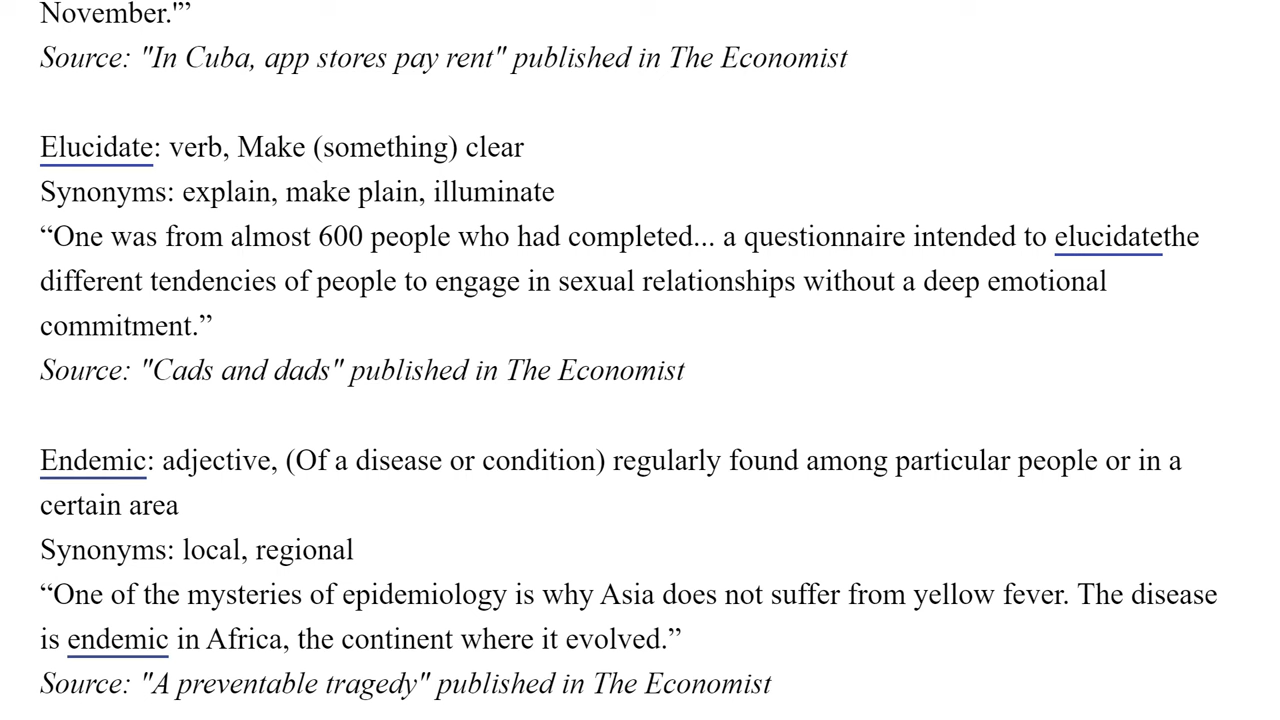 November.'”
Source: "In Cuba, app stores pay rent" published in The Economist
Elucidate: verb, Make (something) clear
Synonyms: explain, make plain, illuminate
“One was from almost 600 people who had completed... a questionnaire intended to elucidatethe
different tendencies of people to engage in sexual relationships without a deep emotional
commitment.”
Source: "Cads and dads" published in The Economist
Endemic: adjective, (Of a disease or condition) regularly found among particular people or in a
certain area
Synonyms: local, regional
“One of the mysteries of epidemiology is why Asia does not suffer from yellow fever. The disease
is endemic in Africa, the continent where it evolved.”
Source: "A preventable tragedy" published in The Economist